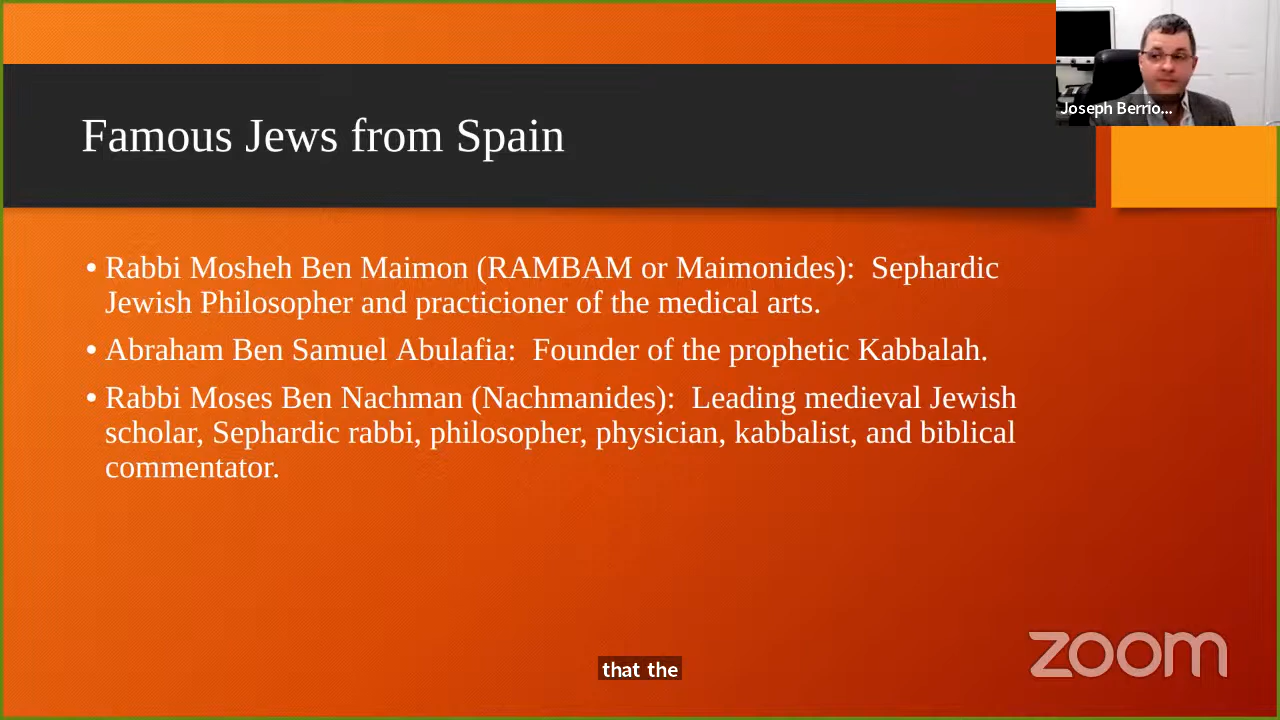 Joseph Berrio...
Famous Jews from Spain
• Rabbi Mosheh Ben Maimon (RAMBAM or Maimonides):  Sephardic
Jewish Philosopher and practicioner of the medical arts.
• Abraham Ben Samuel Abulafia:  Founder of the prophetic Kabbalah.
• Rabbi Moses Ben Nachman (Nachmanides):  Leading medieval Jewish
scholar, Sephardic rabbi, philosopher, physician, kabbalist, and biblical
commentator.
zoom
that the